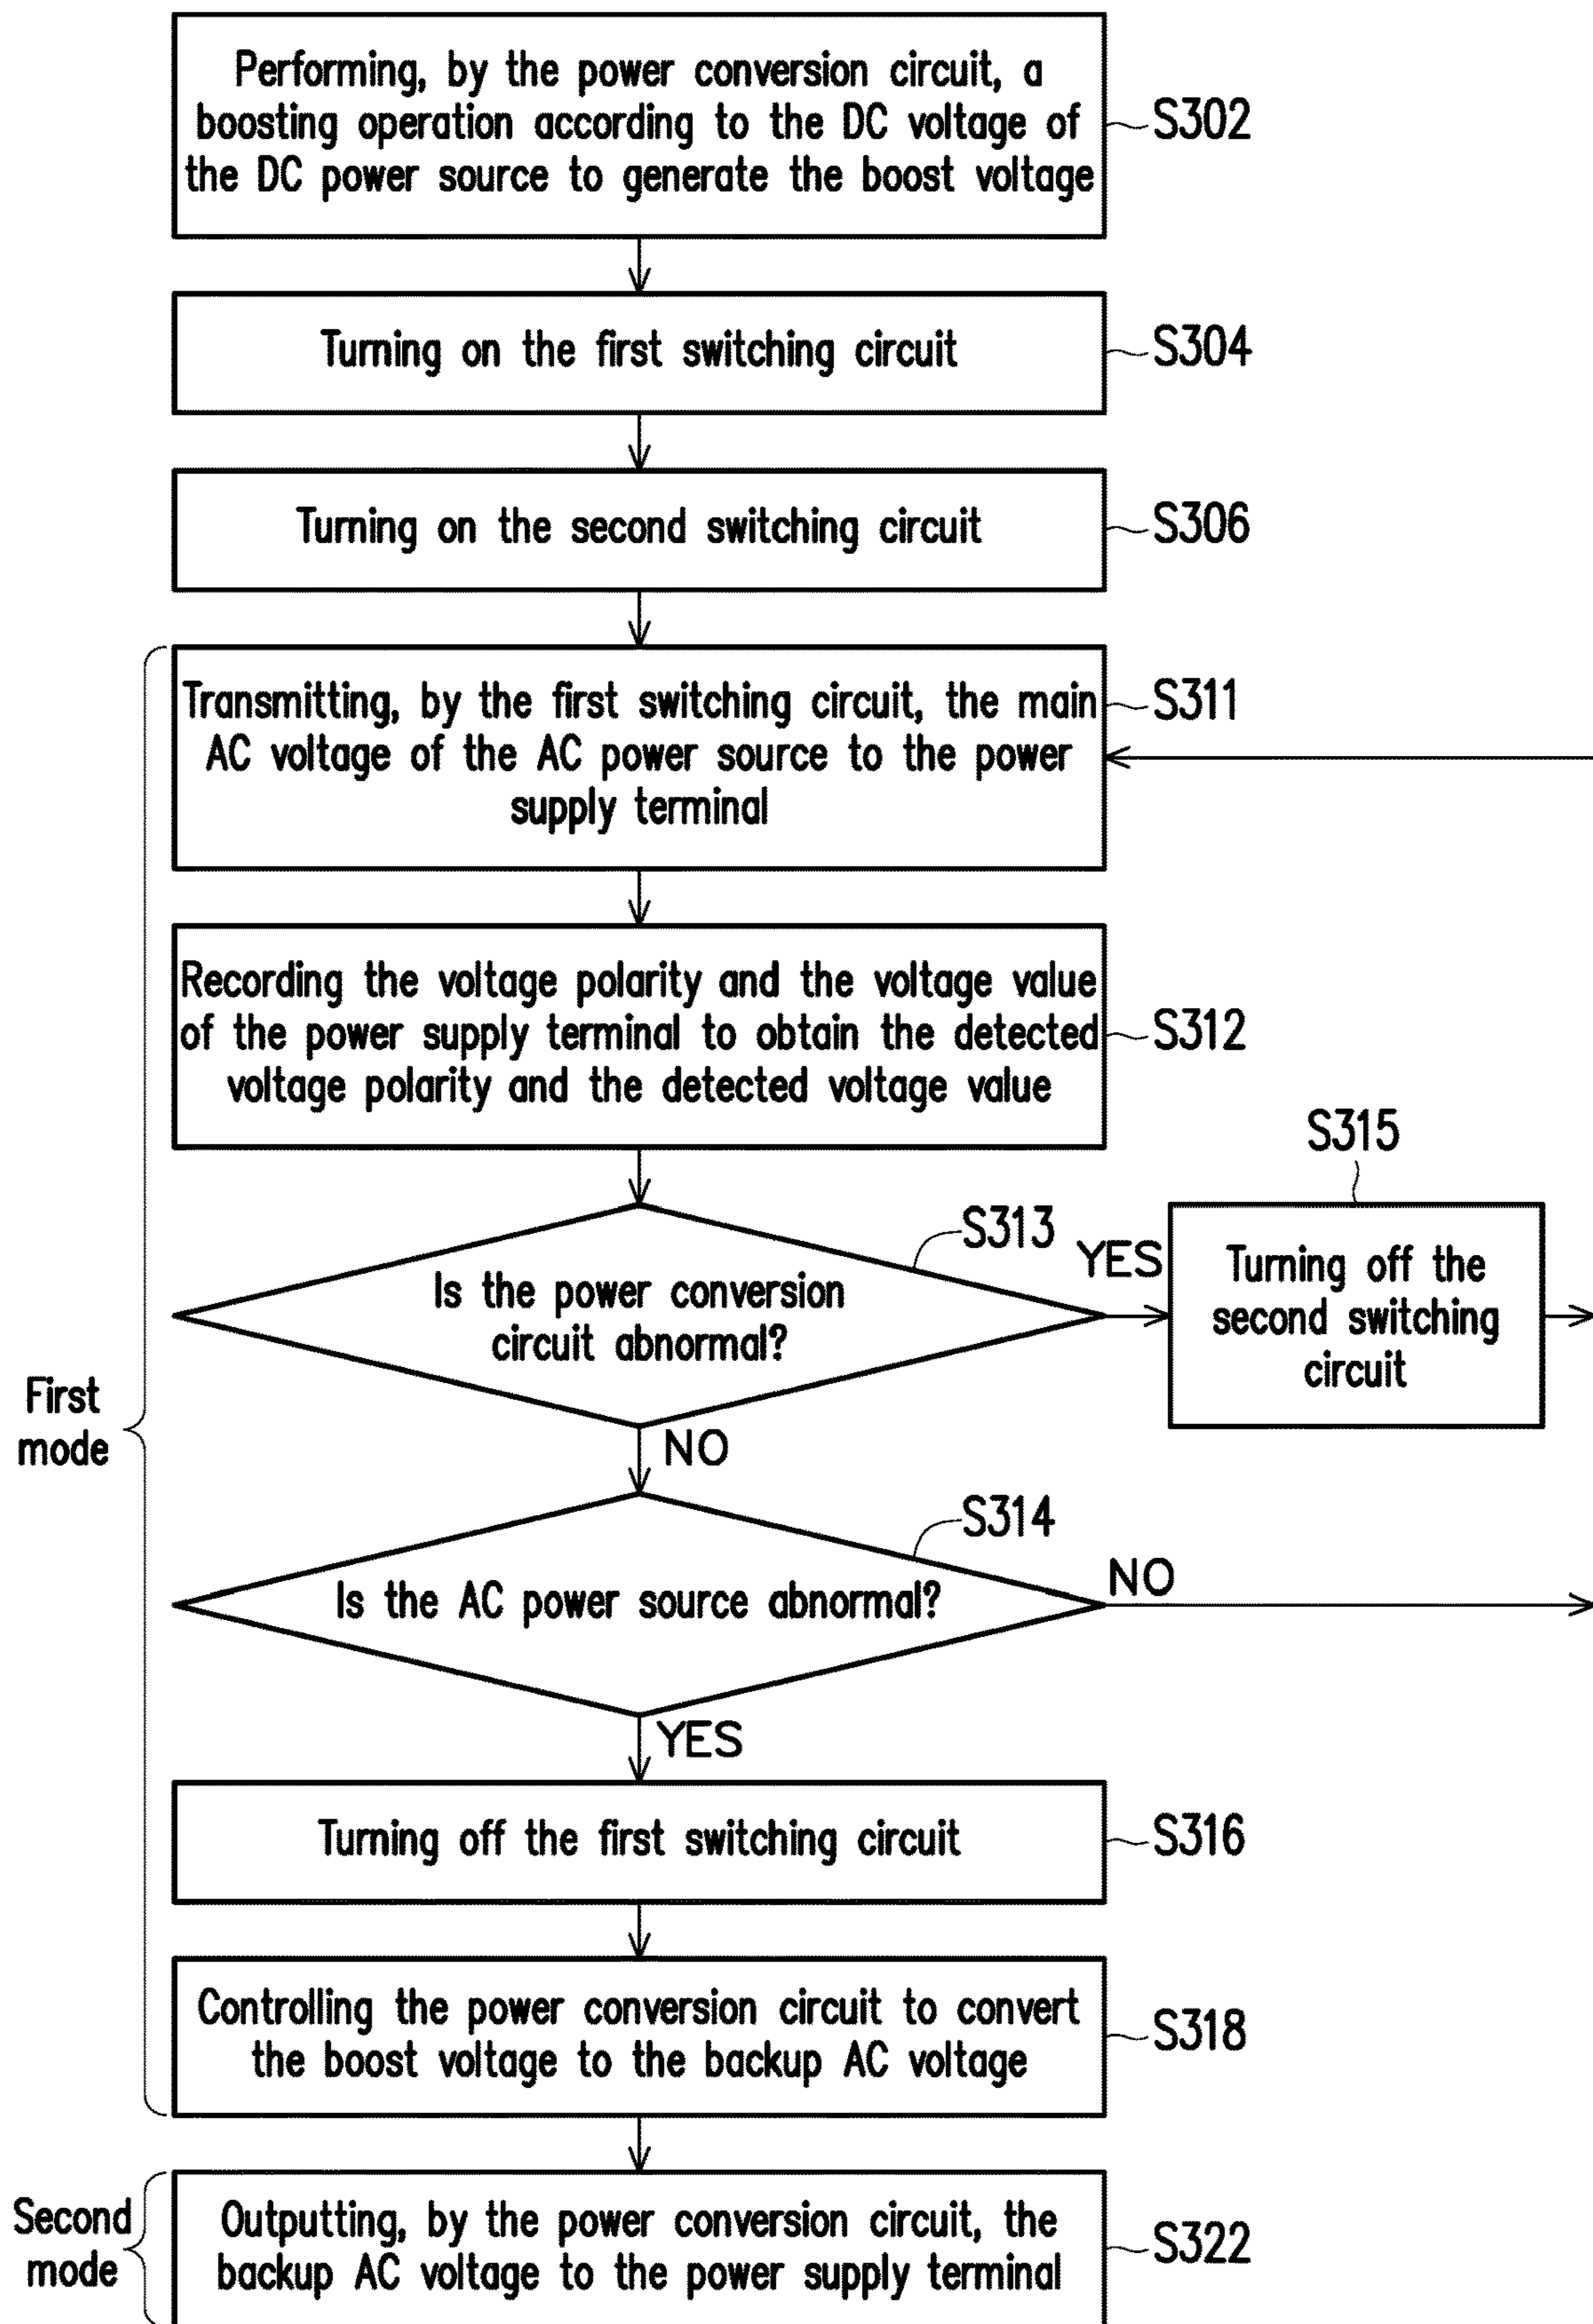 Performing, by the power conversion circuit, a
boosting operation according to the DC voltage of
the DC power source to generate the boost voltage
S302
Turning on the first switching circuit
S304
Turning on the second switching circuit
S306
Transmitting, by the first switching circuit, the main
AC voltage of the AC power source to the power
supply terminal
S311
Recording the voltage polarity and the voltage value
of the power supply terminal to obtain the detected
voltage polarity and the detected voltage value
S312
Is the power conversion
circuit abnormal?
S313
YES
NO
S315
Turning off the
second switching
circuit
First
mode
Is the AC power source abnormal?
S314
NO
YES
Turning off the first switching circuit
S316
Controlling the power conversion circuit to convert
the boost voltage to the backup AC voltage
S318
Second
mode
Outputting, by the power conversion circuit, the
backup AC voltage to the power supply terminal
S322